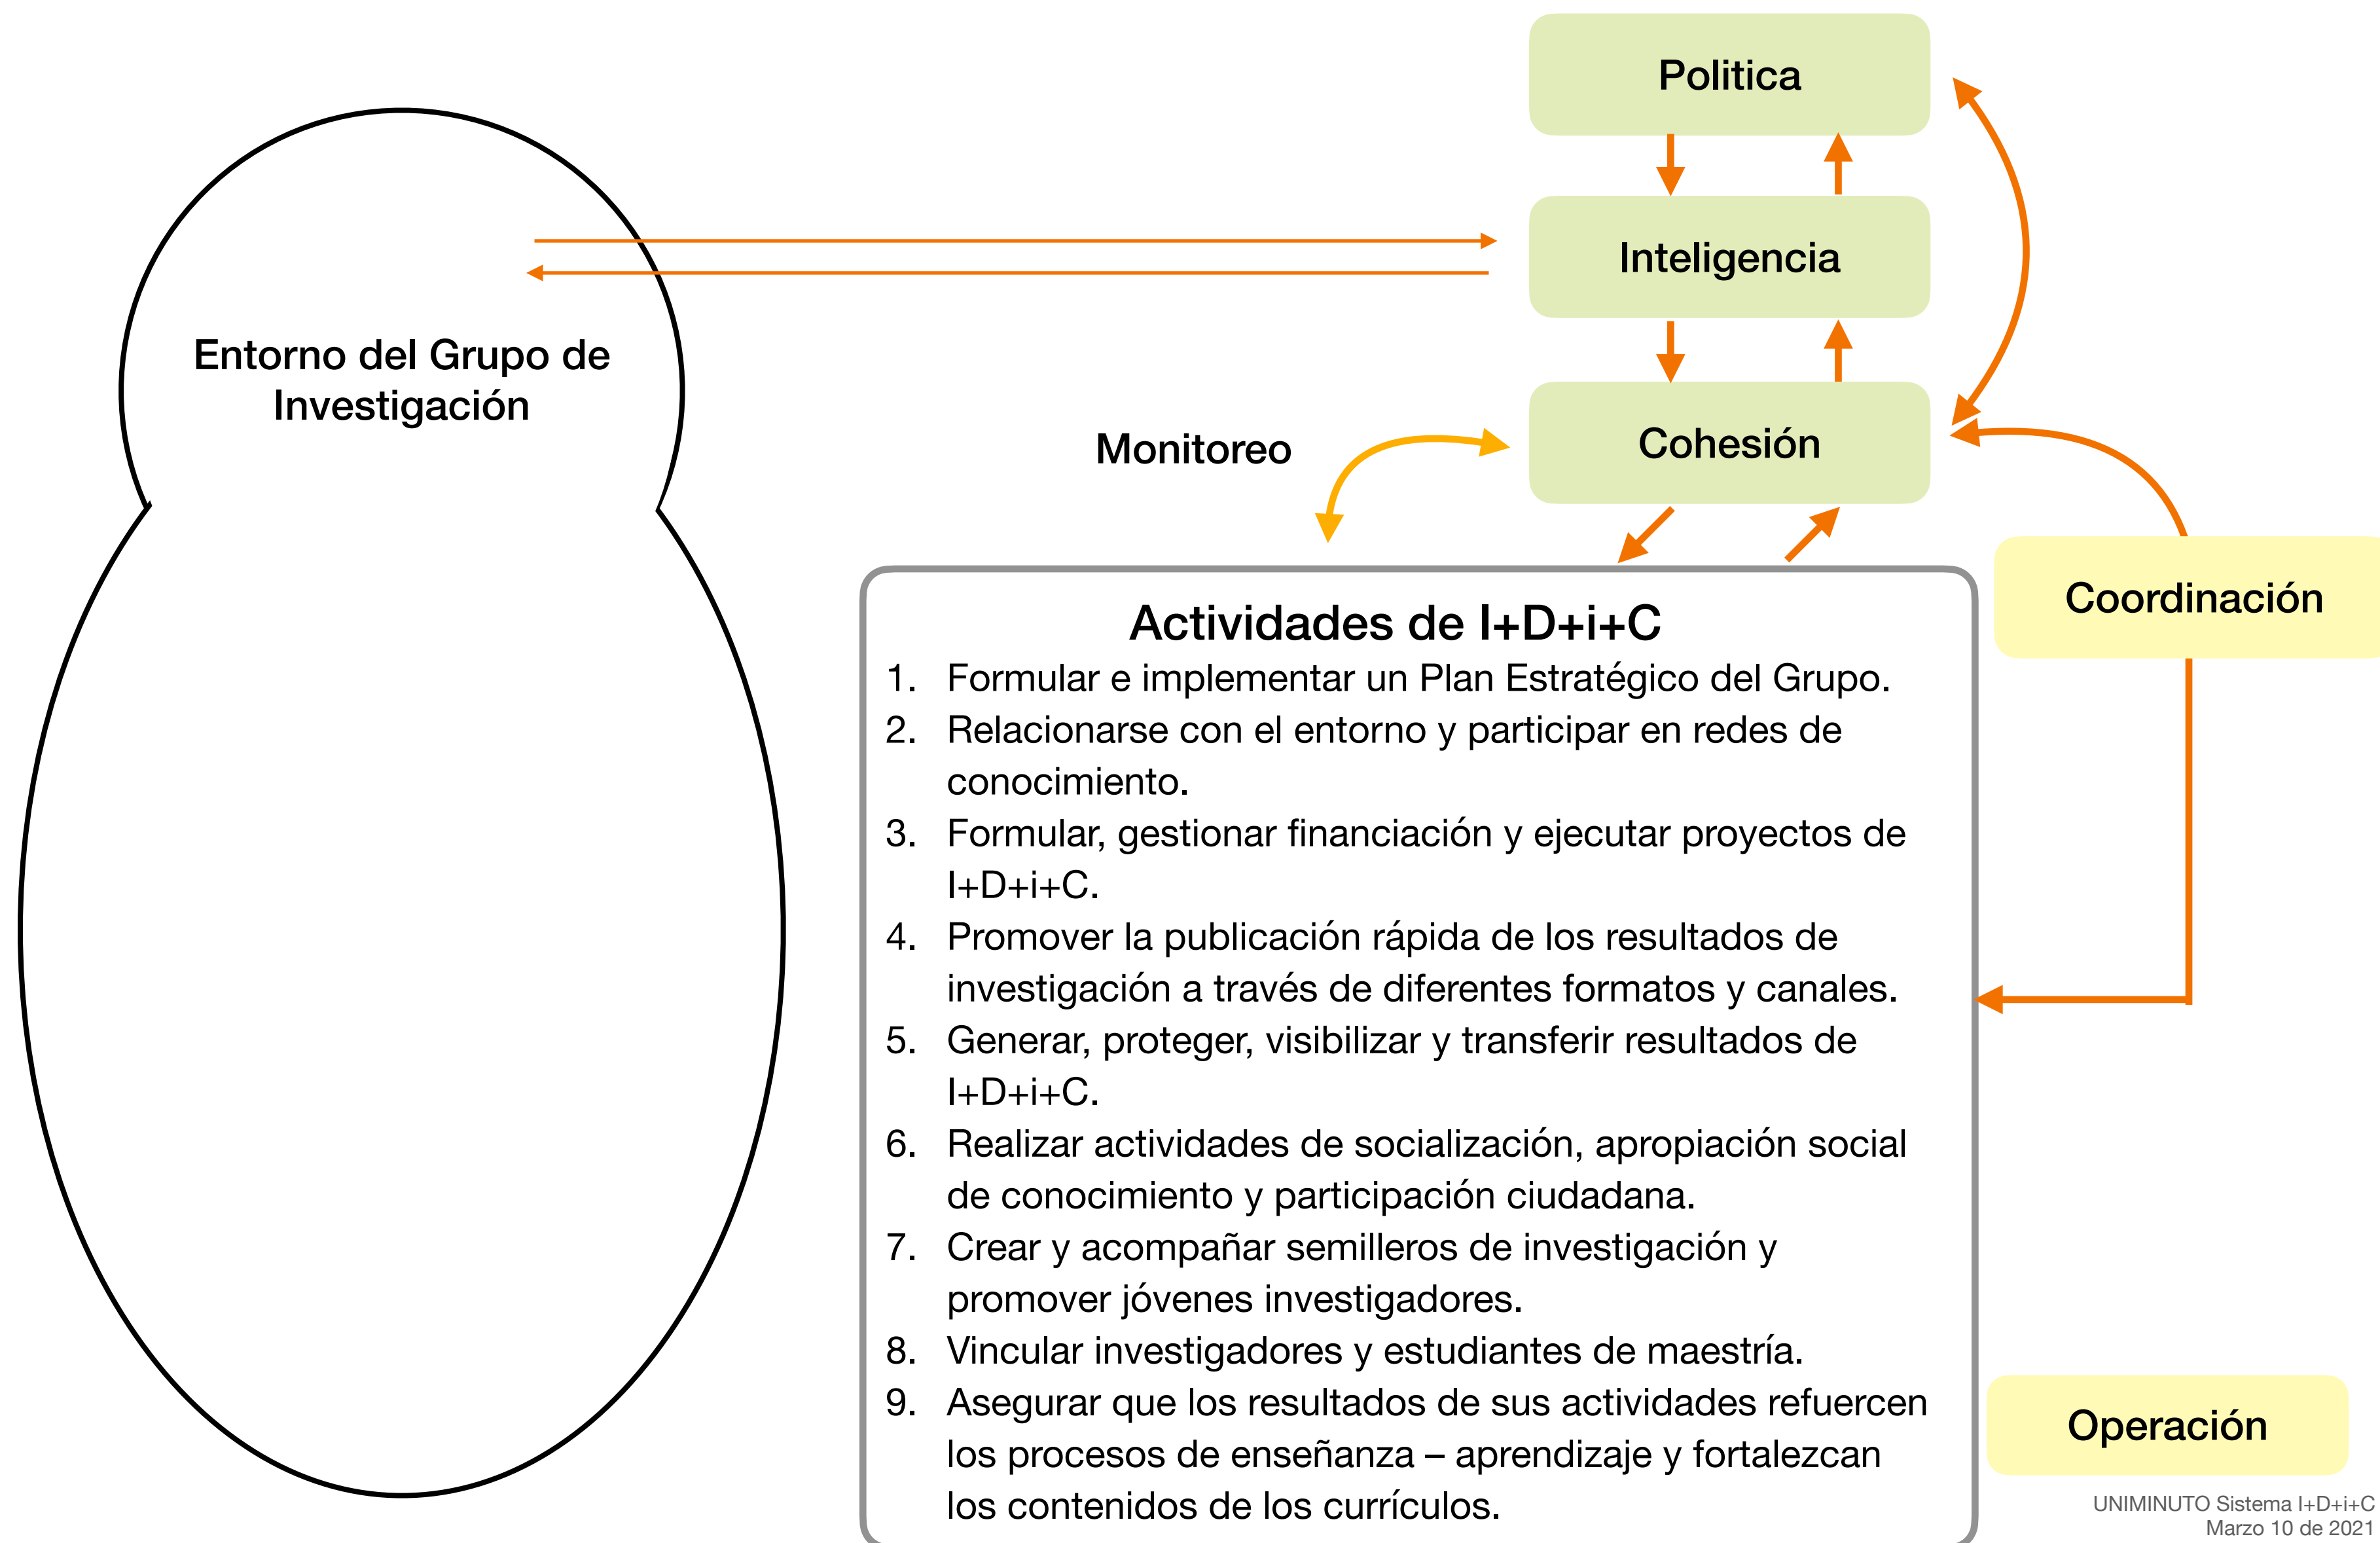 Politica
Inteligencia
Entorno del Grupo de
Investigación
Monitoreo
Cohesión
Coordinación
Actividades de I+D+i+C
1. Formular e implementar un Plan Estratégico del Grupo.
2. Relacionarse con el entorno y participar en redes de
conocimiento.
3. Formular, gestionar financiación y ejecutar proyectos de
I+D+i+C.
4. Promover la publicación rápida de los resultados de
investigación a través de diferentes formatos y canales.
5. Generar, proteger, visibilizar y transferir resultados de
I+D+i+C.
6. Realizar actividades de socialización, apropiación social
de conocimiento y participación ciudadana.
7. Crear y acompañar semilleros de investigación y
promover jóvenes investigadores.
8. Vincular investigadores y estudiantes de maestría.
9. Asegurar que los resultados de sus actividades refuercen
los procesos de enseñanza – aprendizaje y fortalezcan
los contenidos de los currículos.
Operación
UNIMINUTO Sistema I+D+i+C
Marzo 10 de 2021